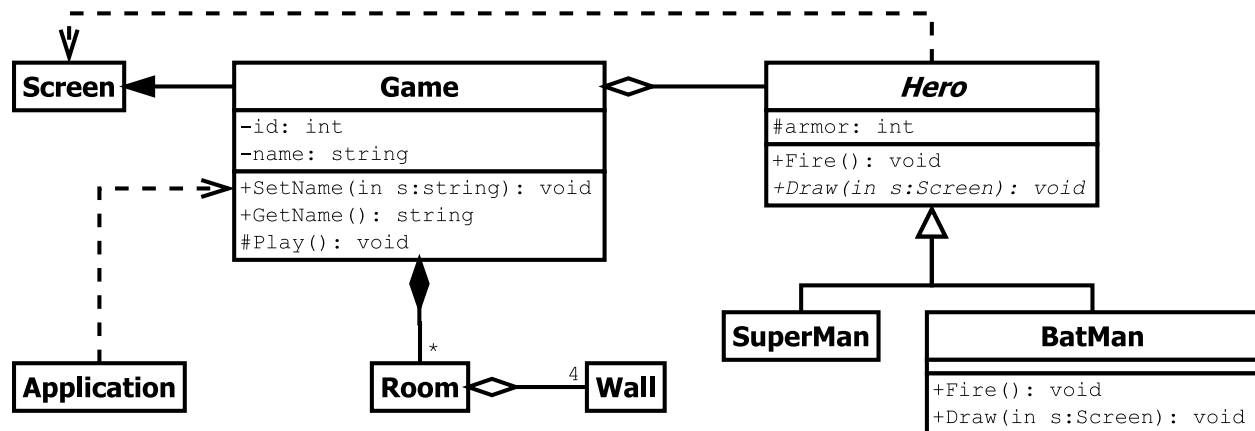 Screen
Game
-id: int
-name: string
+SetName(in s:string): void
+GetName(): string
#Play(): void
Hero
#armor: int
+Fire(): void
+Draw(in s:Screen): void
SuperMan
BatMan
+Fire(): void
+Draw(in s:Screen): void
Application
*
Room
4
Wall